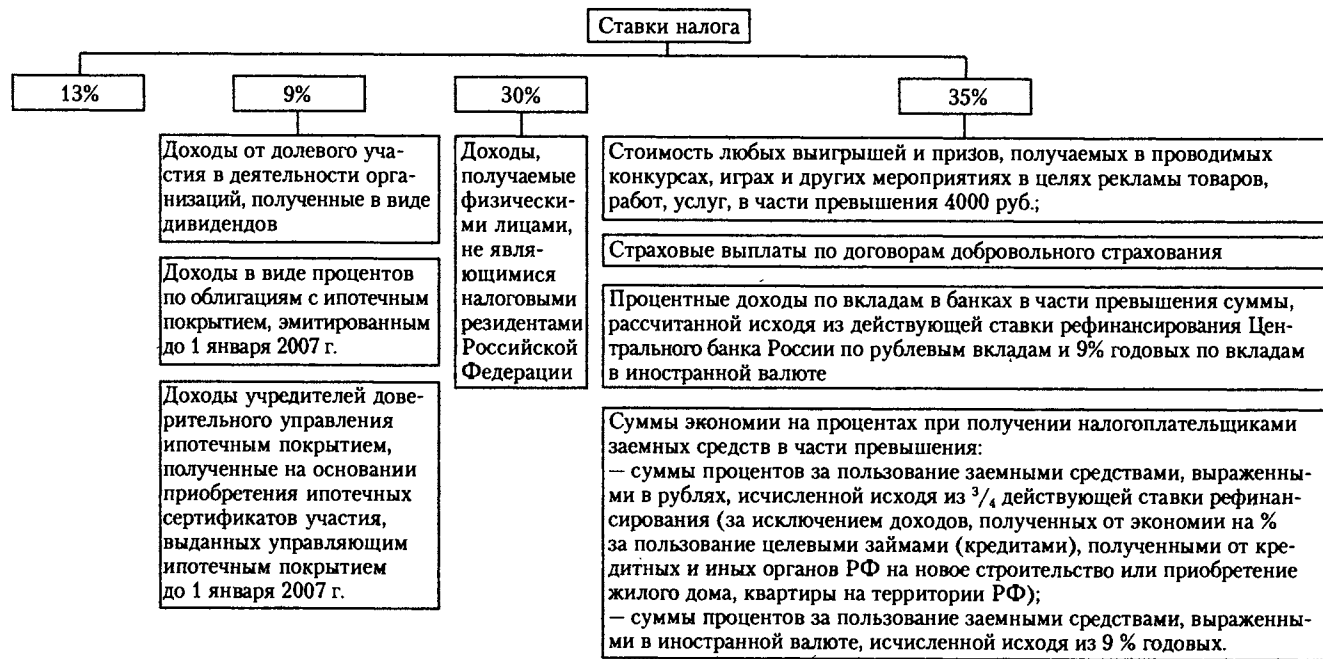 Ставки налога
13%
9%
30%
35%
Доходы от долевого уча-
стия в деятельности орга-
низаций, полученные в виде
дивидендов
Доходы в виде процентов
по облигациям с ипотечным
покрытием, эмитированным
до 1 января 2007 г.
Доходы учредителей дове-
рительного управления
ипотечным покрытием,
полученные на основании
приобретения ипотечных
сертификатов участия,
выданных управляющим
ипотечным покрытием
до 1 января 2007 г.
Доходы,
получаемые
физически-
ми лицами,
не явля-
ющимися
налоговыми
резидентами
Российской
Федерации
Стоимость любых выигрышей и призов, получаемых в проводимых
конкурсах, играх и других мероприятиях в целях рекламы товаров,
работ, услуг, в части превышения 4000 руб.;
Страховые выплаты по договорам добровольного страхования
Процентные доходы по вкладам в банках в части превышения суммы,
рассчитанной исходя из действующей ставки рефинансирования Цен-
трального банка России по рублевым вкладам и 9% годовых по вкладам
в иностранной валюте
Суммы экономии на процентах при получении налогоплательщиками
заемных средств в части превышения:
— суммы процентов за пользование заемными средствами, выраженны-
ми в рублях, исчисленной исходя из 3/4 действующей ставки рефинан-
сирования (за исключением доходов, полученных от экономии на %
за пользование целевыми займами (кредитами), полученными от кре-
дитных и иных органов РФ на новое строительство или приобретение
жилого дома, квартиры на территории РФ);
— суммы процентов за пользование заемными средствами, выраженны-
ми в иностранной валюте, исчисленной исходя из 9 % годовых.